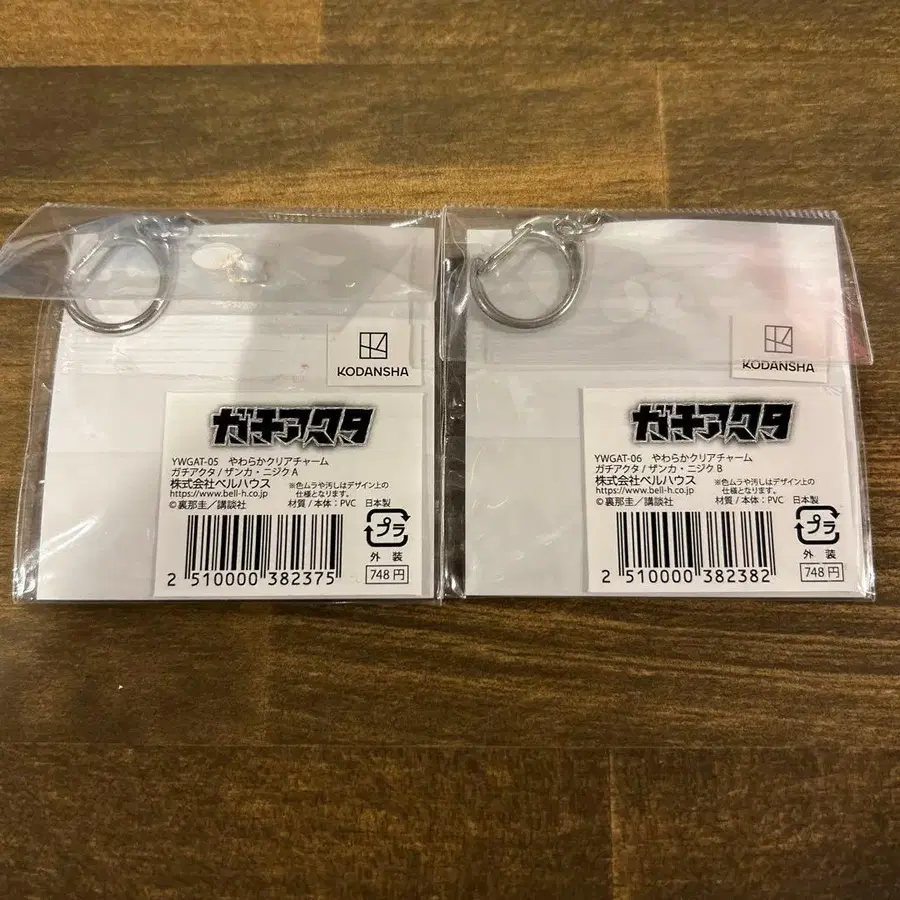 KODANSHA
ガチアクタ
YWGAT-05 やわらかクリアチャーム
ガチアクタ / ザンカ・ニジク A
株式会社ベルハウス
https://www.bell-h.co.jp
※色ムラや汚しはデザイン上の
仕様となります。
©裏那圭／講談社
材質 / 本体：PVC 日本製
プラ
外装
2 510000 382375
748 円
KODANSHA
ガチアクタ
YWGAT-06 やわらかクリアチャーム
ガチアクタ / ザンカ・ニジク B
株式会社ベルハウス
https://www.bell-h.co.jp
※色ムラや汚しはデザイン上の
仕様となります。
©裏那圭／講談社
材質 / 本体：PVC 日本製
プラ
外装
2 510000 382382
748 円